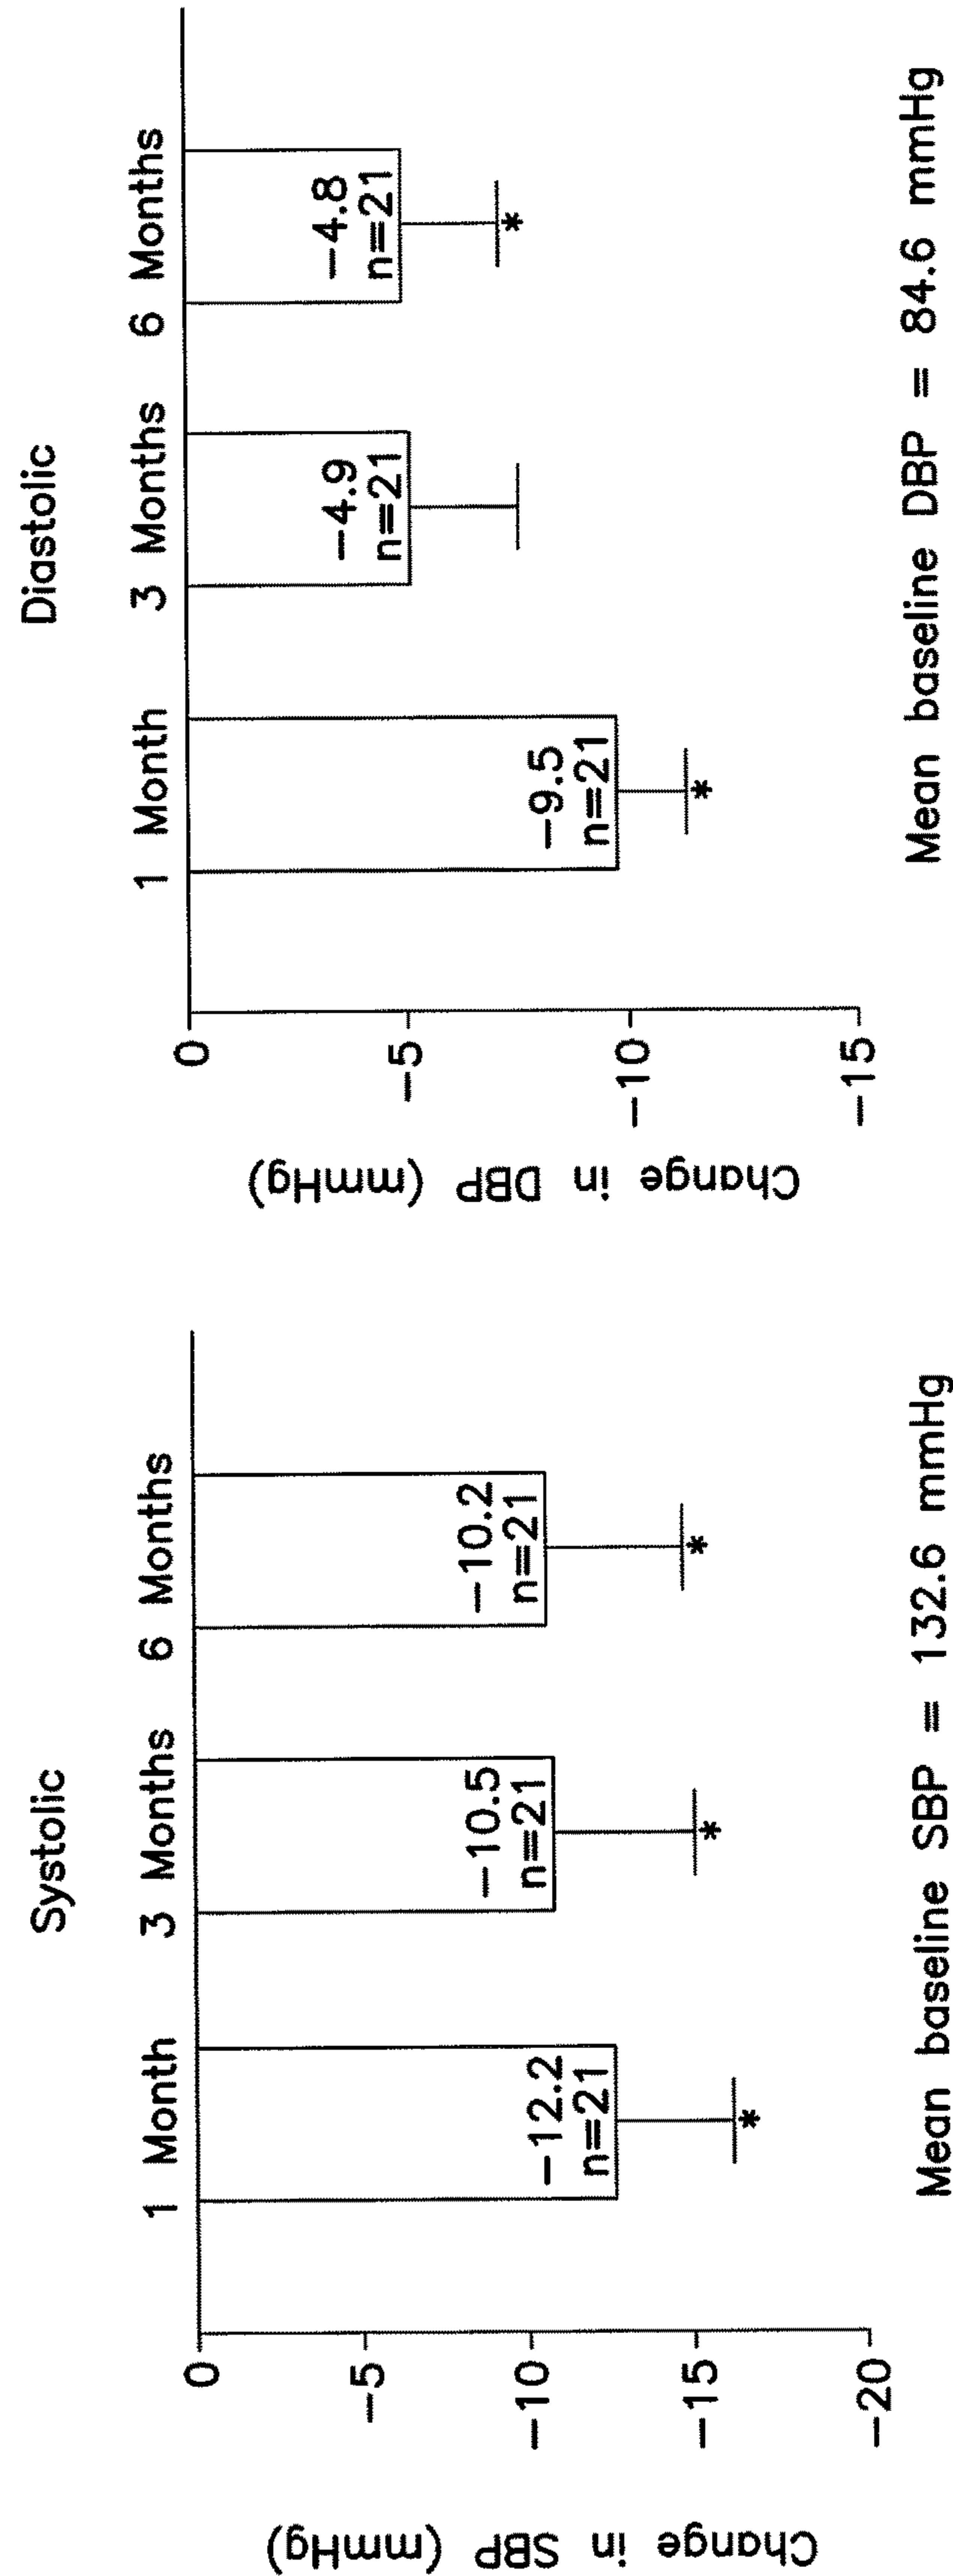 Systolic
1 Month 3 Months 6 Months
Change in SBP (mmHg)
0
−5
−10
−15
−20
−12.2
n=21
*
−10.5
n=21
*
−10.2
n=21
*
Mean baseline SBP = 132.6 mmHg
Diastolic
1 Month 3 Months 6 Months
Change in DBP (mmHg)
0
−5
−10
−15
−9.5
n=21
*
−4.9
n=21
−4.8
n=21
*
Mean baseline DBP = 84.6 mmHg